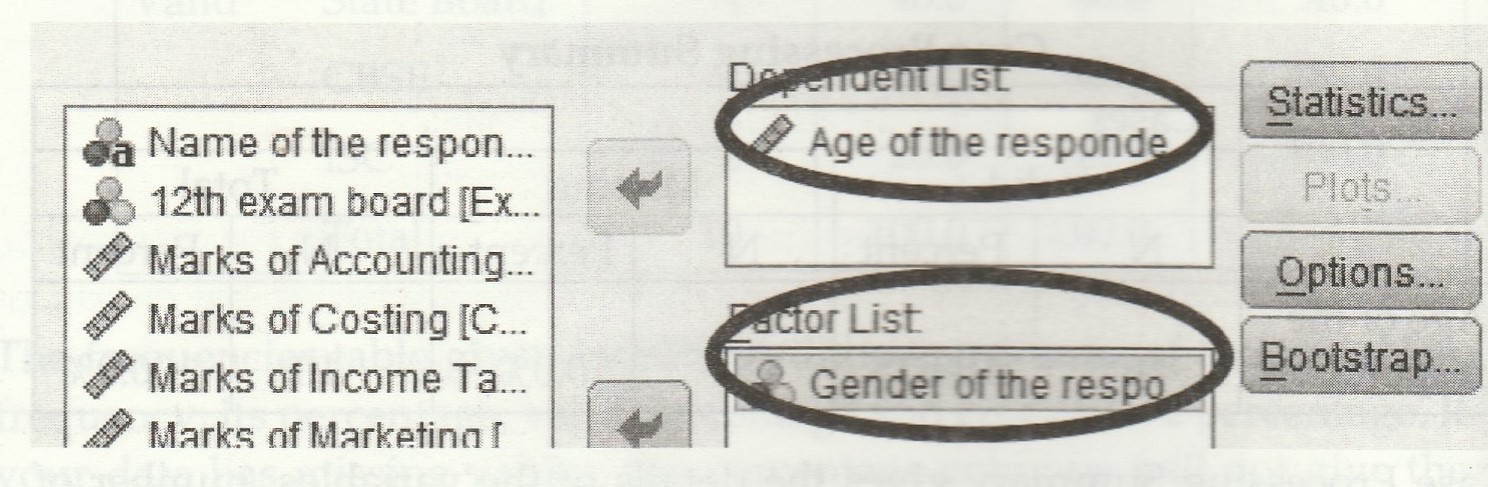 Name of the respon...
12th exam board [Ex...
Marks of Accounting...
Marks of Costing [C...
Marks of Income Ta...
Marks of Marketing [
Dependent List:
Age of the responde
Factor List:
Gender of the respo
Statistics...
Plots...
Options...
Bootstrap...